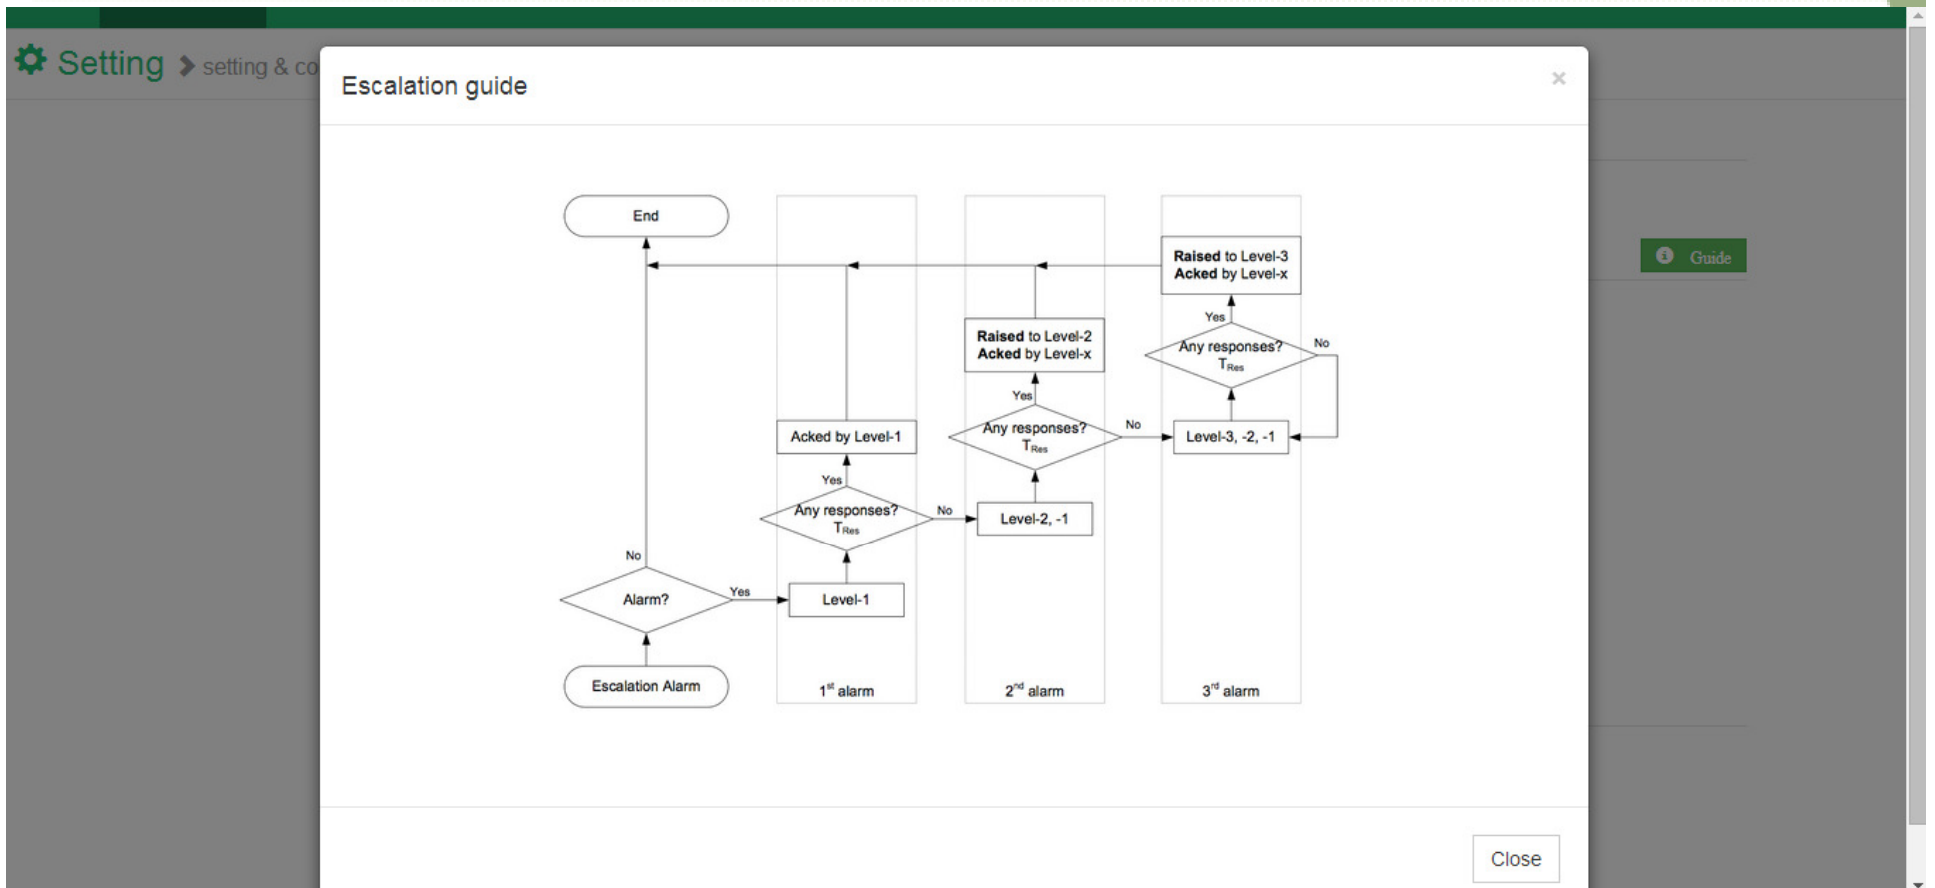 Setting
setting & co
Escalation guide
×
Guide
End
Raised to Level-3
Acked by Level-x
Yes
Any responses?
TRes
No
Level-3, -2, -1
Raised to Level-2
Acked by Level-x
Yes
Any responses?
TRes
No
Level-2, -1
Acked by Level-1
Yes
Any responses?
TRes
No
Level-1
No
Alarm?
Yes
Escalation Alarm
1st alarm
2nd alarm
3rd alarm
Close